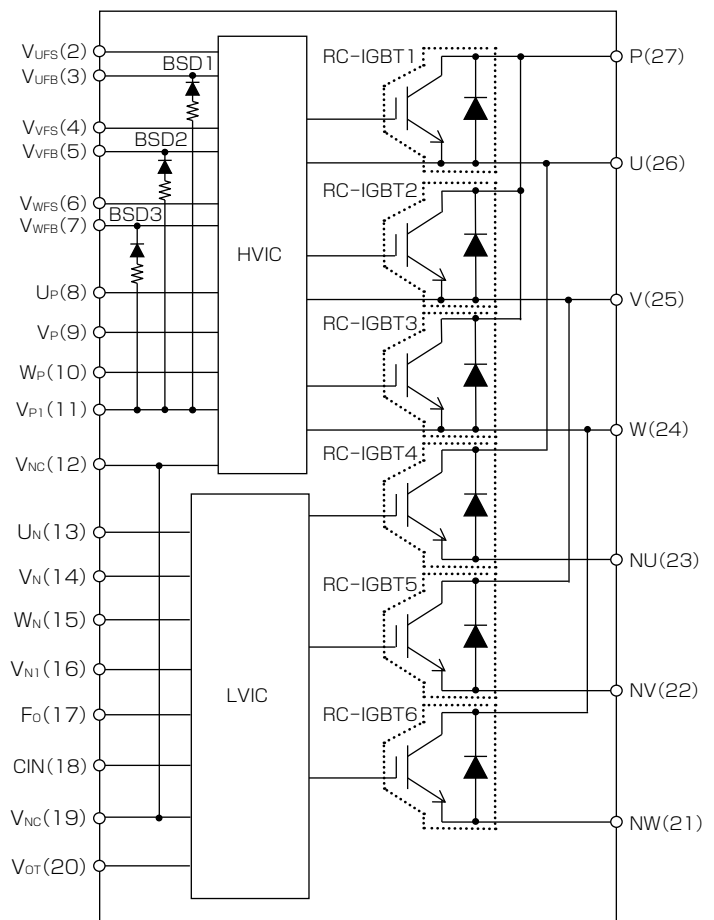 VUFS(2)
VUFB(3)
VVFS(4)
VVFB(5)
VWFS(6)
VWFB(7)
UP(8)
VP(9)
WP(10)
VP1(11)
VNC(12)
UN(13)
VN(14)
WN(15)
VN1(16)
FO(17)
CIN(18)
VNC(19)
VOT(20)
BSD1
BSD2
BSD3
HVIC
LVIC
RC-IGBT1
RC-IGBT2
RC-IGBT3
RC-IGBT4
RC-IGBT5
RC-IGBT6
P(27)
U(26)
V(25)
W(24)
NU(23)
NV(22)
NW(21)